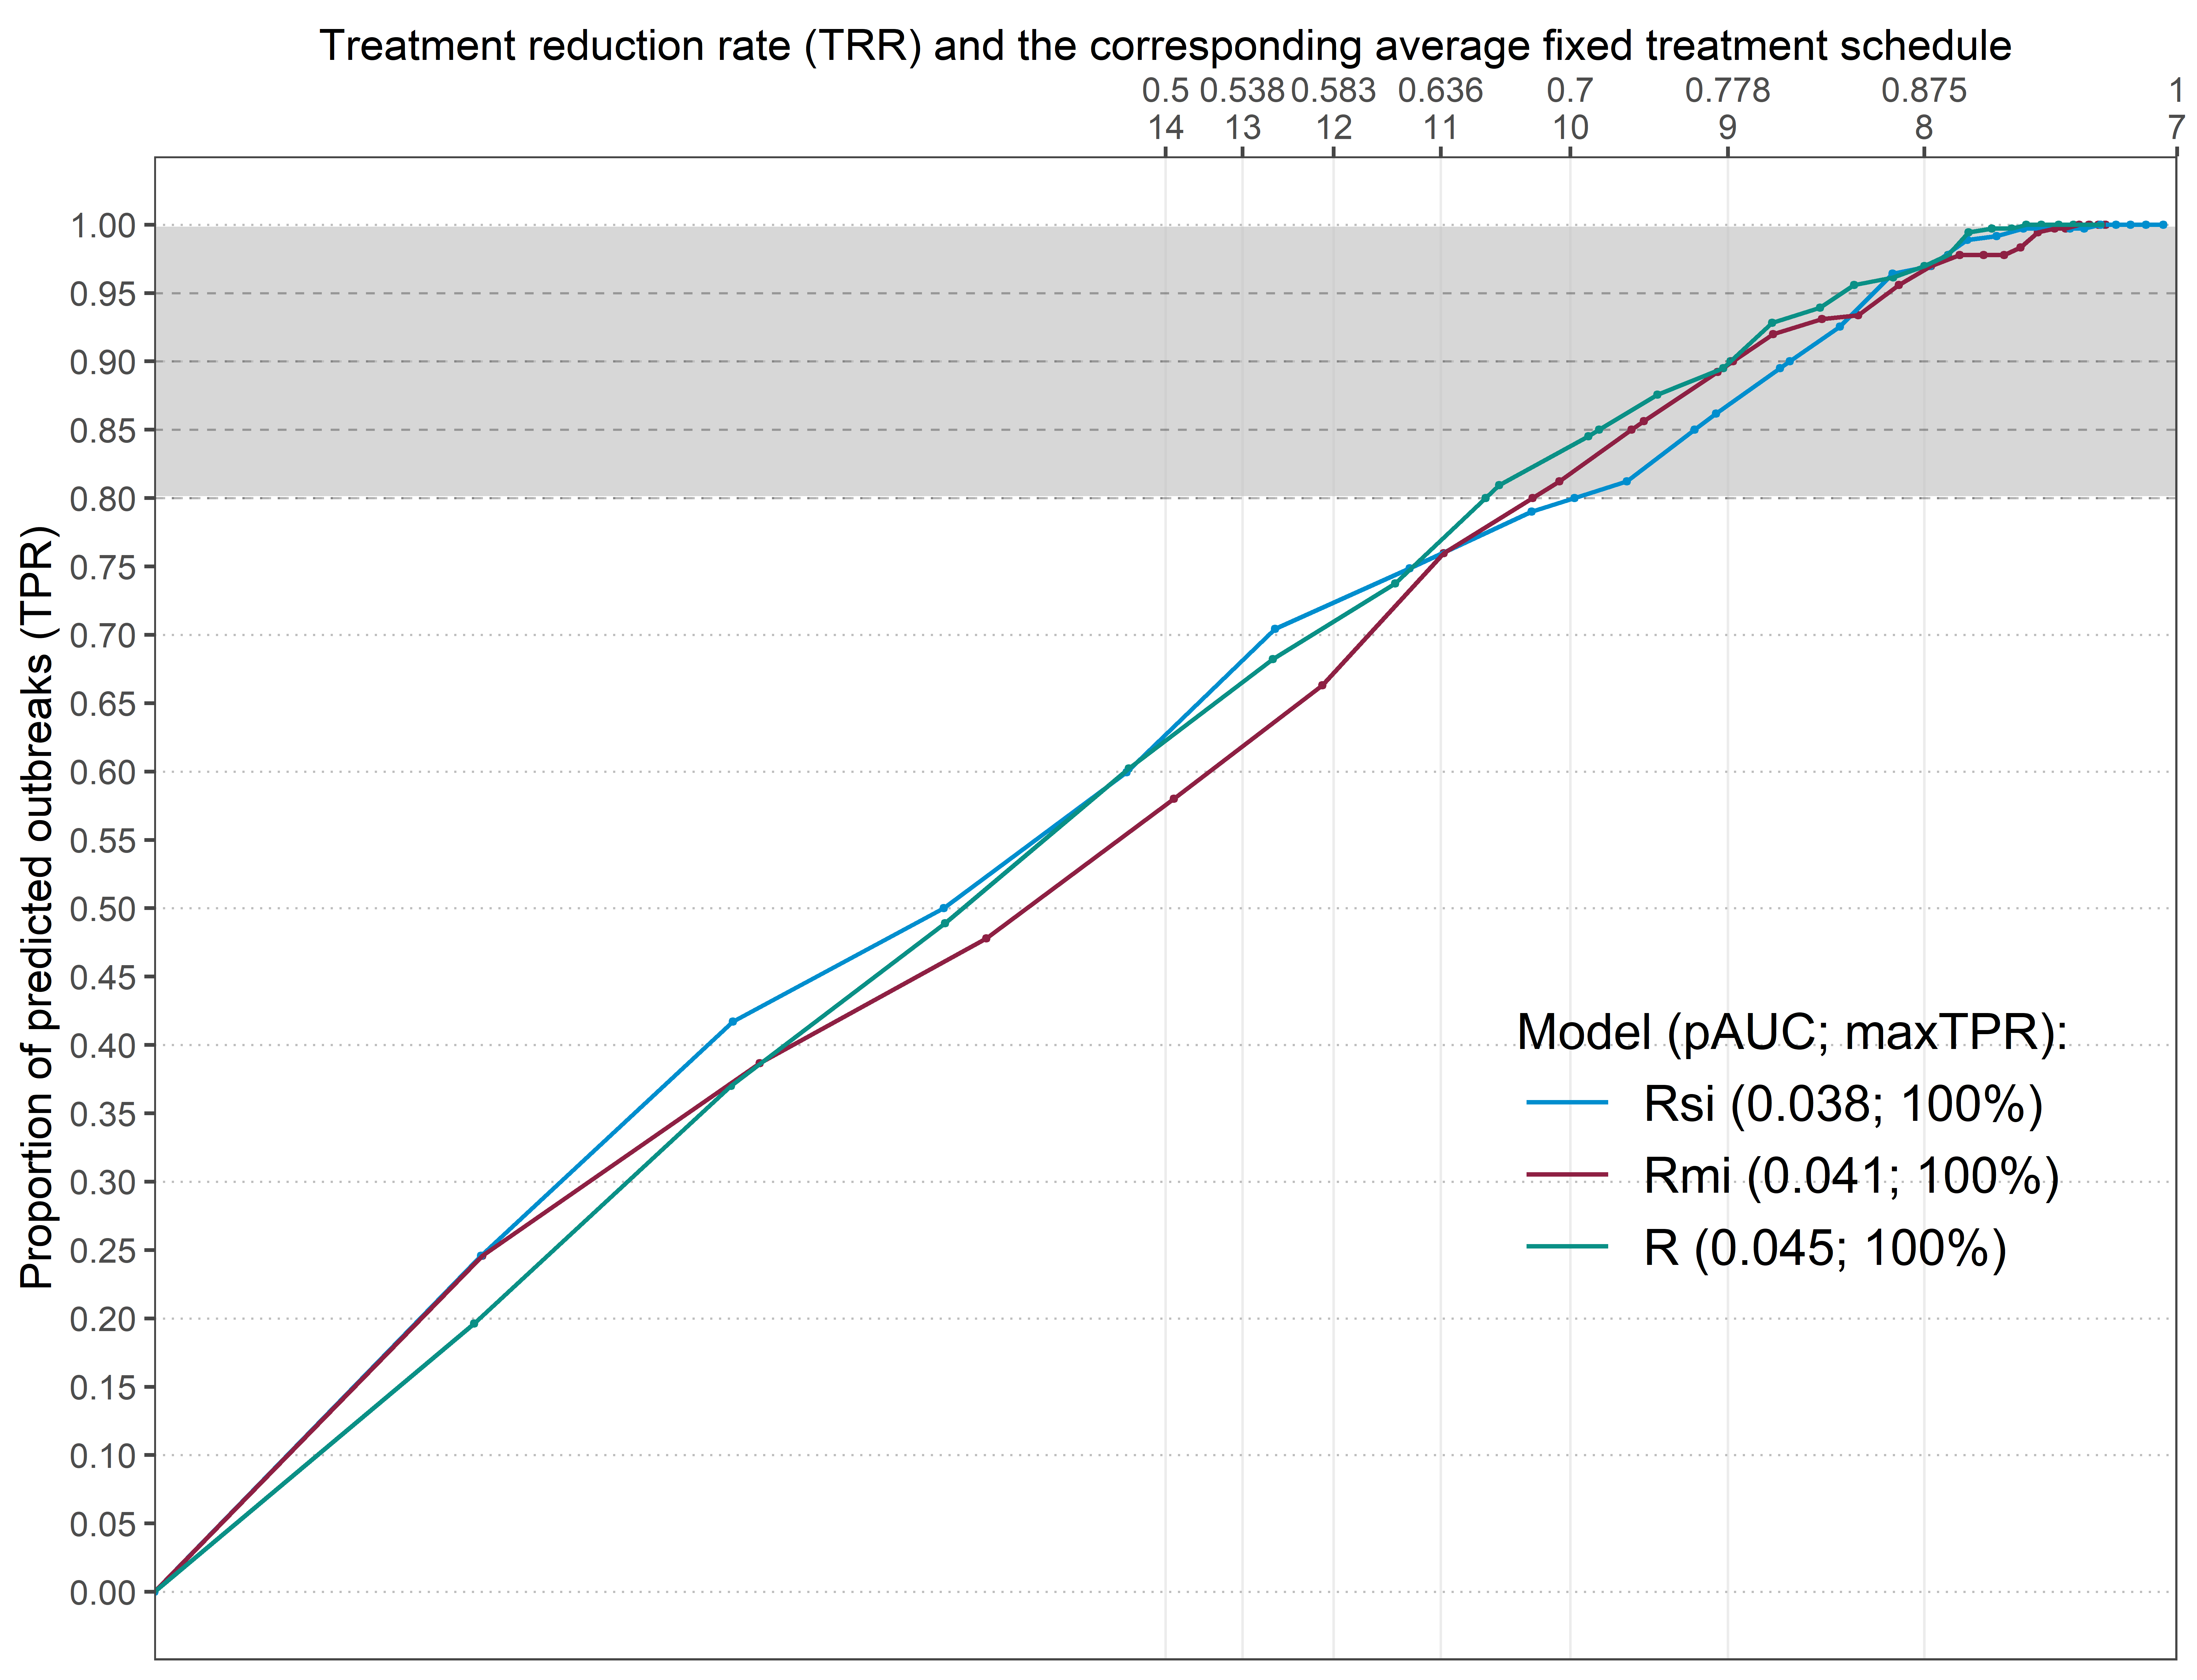 Treatment reduction rate (TRR) and the corresponding average fixed treatment schedule
0.5 0.538 0.583 0.636 0.7 0.778 0.875 1
14 13 12 11 10 9 8 7
Proportion of predicted outbreaks (TPR)
1.00
0.95
0.90
0.85
0.80
0.75
0.70
0.65
0.60
0.55
0.50
0.45
0.40
0.35
0.30
0.25
0.20
0.15
0.10
0.05
0.00
Model (pAUC; maxTPR):
Rsi (0.038; 100%)
Rmi (0.041; 100%)
R (0.045; 100%)